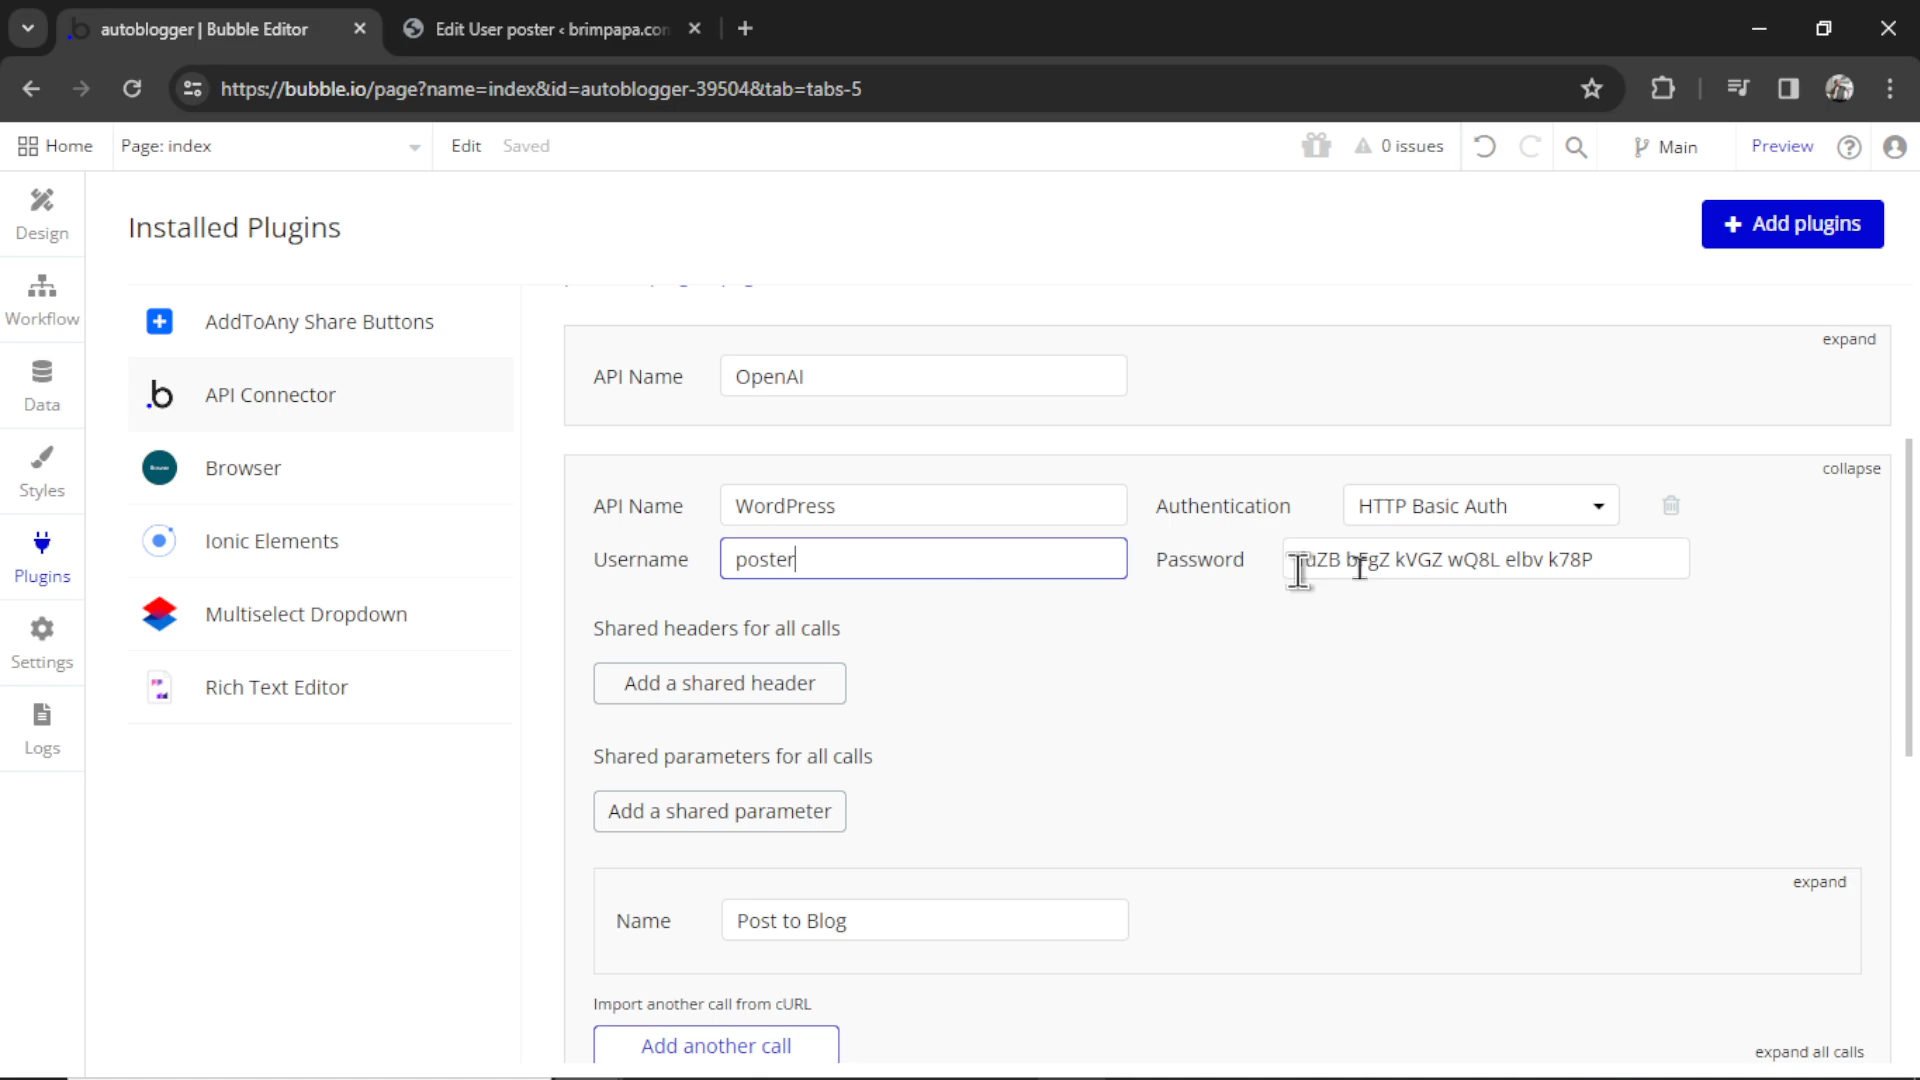 autoblogger | Bubble Editor
Edit User poster ‹ brimpapa.con
https://bubble.io/page?name=index&id=autoblogger-39504&tab=tabs-5
Home
Page: index
Edit
Saved
0 issues
Main
Preview
Design
Workflow
Data
Styles
Plugins
Settings
Logs
Installed Plugins
+ Add plugins
AddToAny Share Buttons
API Connector
Browser
Ionic Elements
Multiselect Dropdown
Rich Text Editor
expand
API Name
OpenAI
collapse
API Name
WordPress
Authentication
HTTP Basic Auth
Username
poster
Password
kVGZ wQ8L elbv k78P
Shared headers for all calls
Add a shared header
Shared parameters for all calls
Add a shared parameter
expand
Name
Post to Blog
Import another call from cURL
Add another call
expand all calls